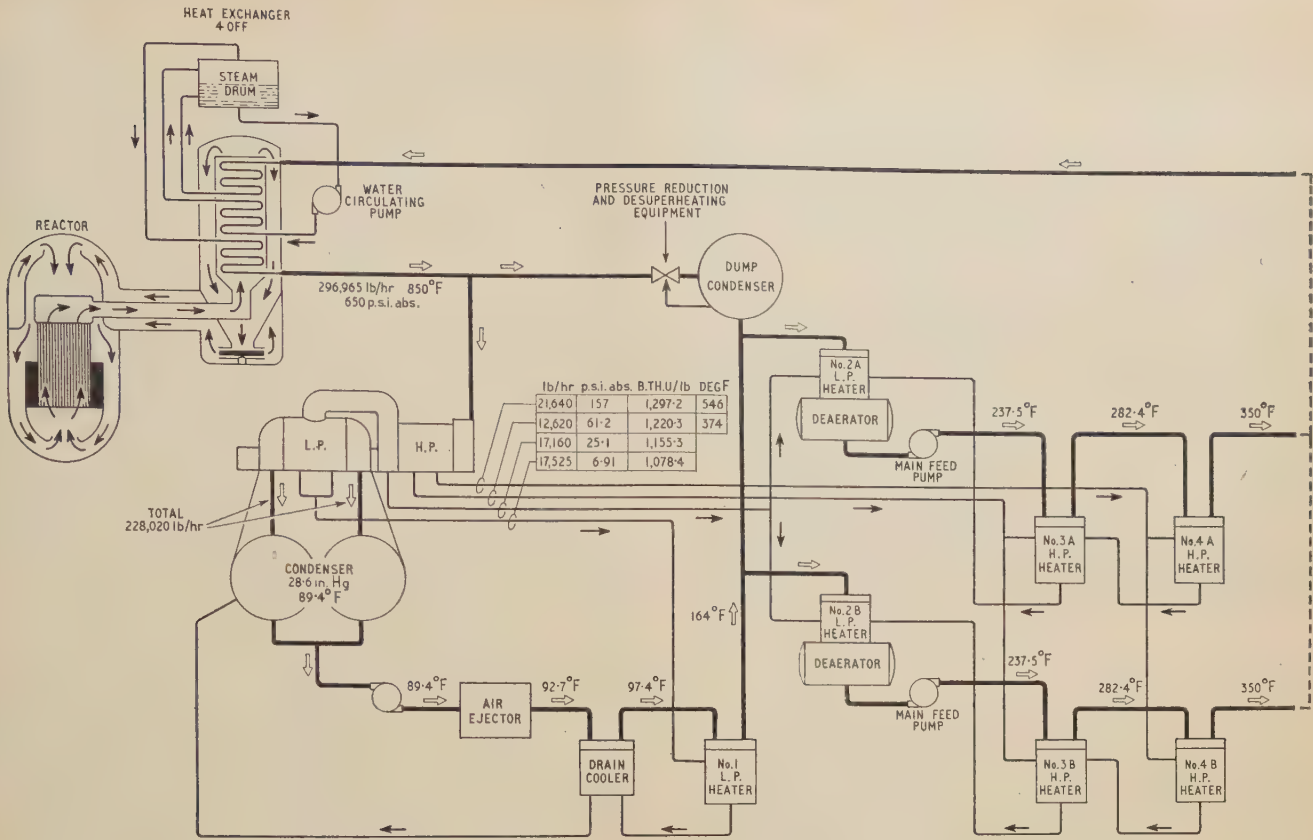 HEAT EXCHANGER
4 OFF
STEAM
DRUM
WATER
CIRCULATING
PUMP
PRESSURE REDUCTION
AND DESUPERHEATING
EQUIPMENT
REACTOR
DUMP
CONDENSER
296,965 lb/hr 850°F
650 p.s.i. abs.
No.2A
L.P.
HEATER
DEAERATOR
MAIN FEED
PUMP
237·5°F
282·4°F
350°F
lb/hr p.s.i. abs. B.TH.U/lb DEG F
21,640 157 1,297·2 546
12,620 61·2 1,220·3 374
17,160 25·1 1,155·3
17,525 6·91 1,078·4
L.P.
H.P.
TOTAL
228,020 lb/hr
No.3A
H.P.
HEATER
No.4A
H.P.
HEATER
CONDENSER
28·6 in. Hg
89·4°F
164°F
No.2B
L.P.
HEATER
DEAERATOR
MAIN FEED
PUMP
237·5°F
282·4°F
350°F
89·4°F
92·7°F
97·4°F
AIR
EJECTOR
DRAIN
COOLER
No.1
L.P.
HEATER
No.3B
H.P.
HEATER
No.4B
H.P.
HEATER